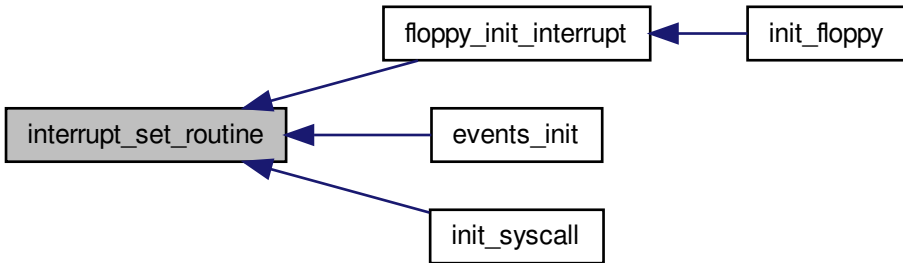 floppy_init_interrupt
init_floppy
interrupt_set_routine
events_init
init_syscall